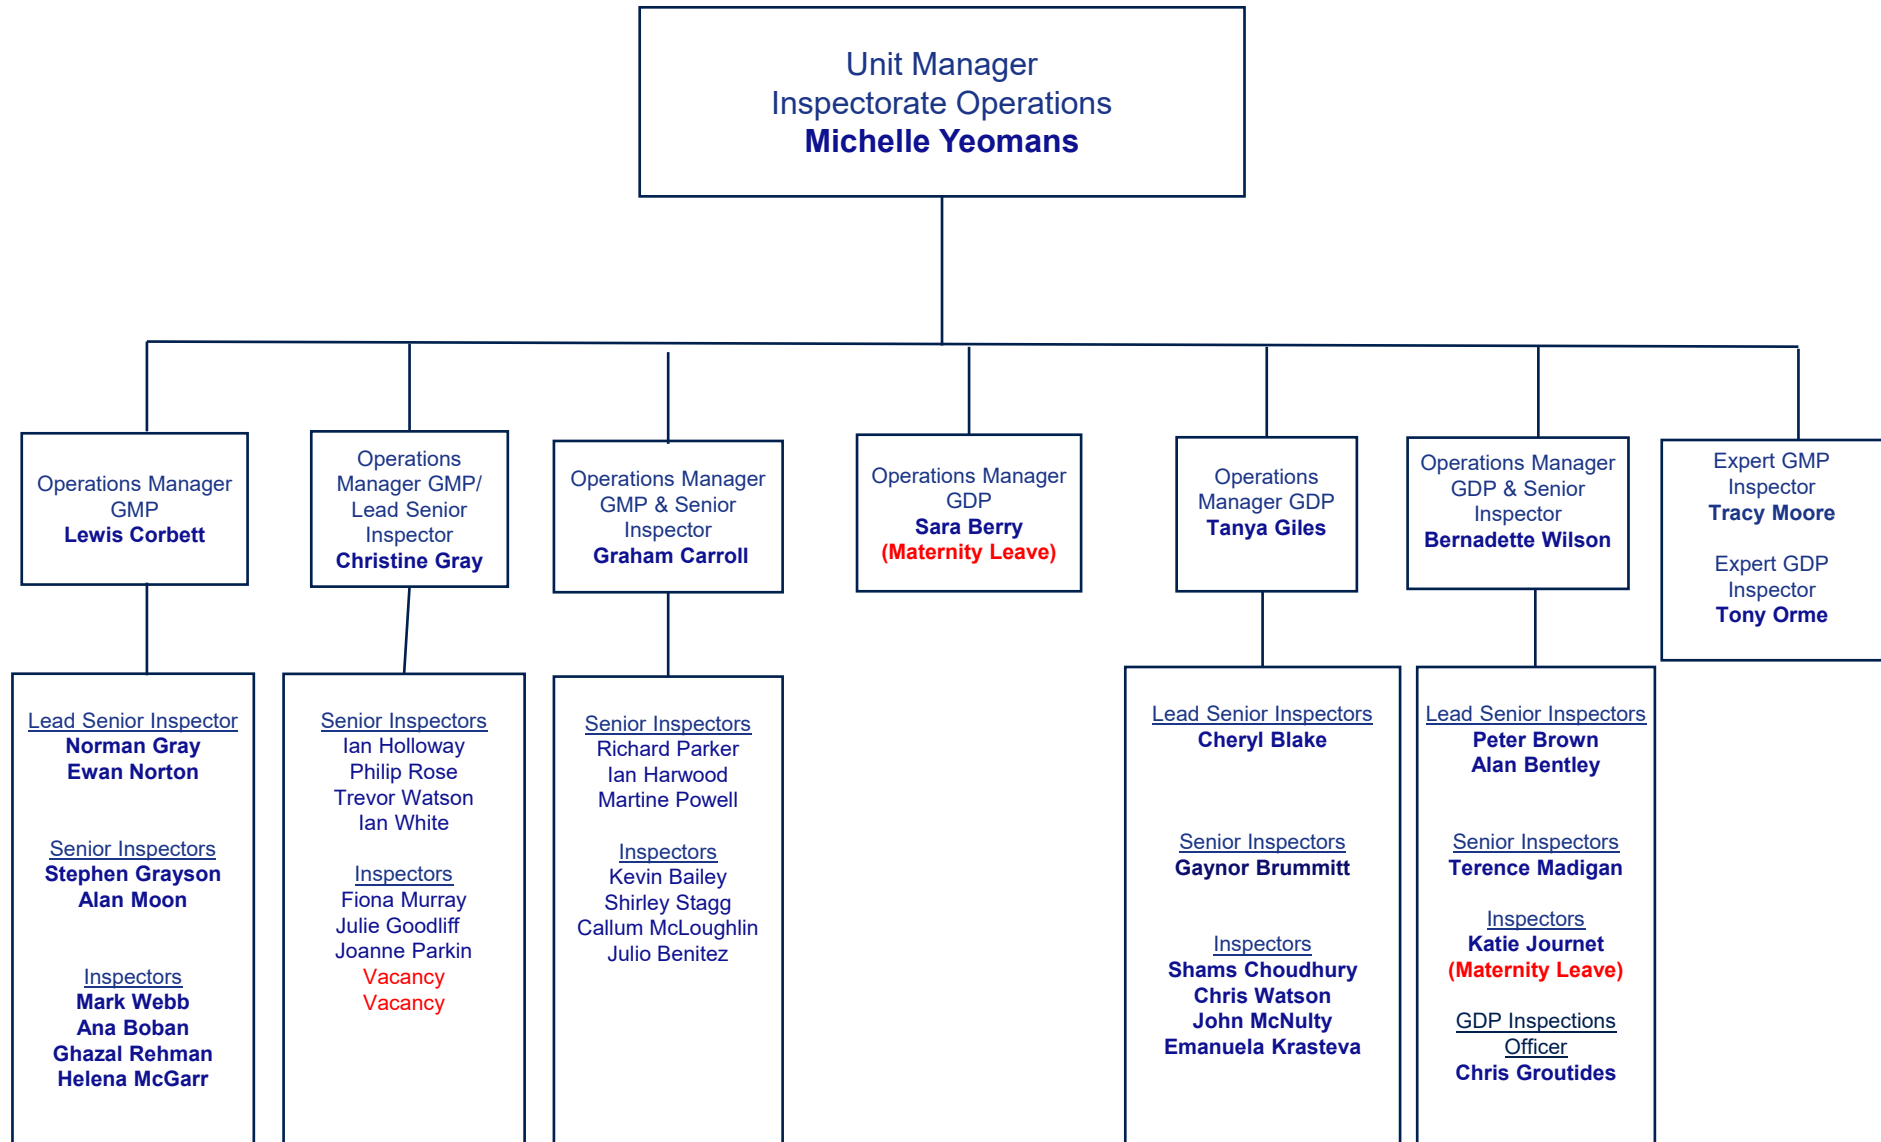 Unit Manager
Inspectorate Operations
Michelle Yeomans
Operations Manager
GMP
Lewis Corbett
Operations
Manager GMP/
Lead Senior
Inspector
Christine Gray
Operations Manager
GMP & Senior
Inspector
Graham Carroll
Operations Manager
GDP
Sara Berry
(Maternity Leave)
Operations
Manager GDP
Tanya Giles
Operations Manager
GDP & Senior
Inspector
Bernadette Wilson
Expert GMP
Inspector
Tracy Moore
Expert GDP
Inspector
Tony Orme
Lead Senior Inspector
Norman Gray
Ewan Norton
Senior Inspectors
Stephen Grayson
Alan Moon
Inspectors
Mark Webb
Ana Boban
Ghazal Rehman
Helena McGarr
Senior Inspectors
Ian Holloway
Philip Rose
Trevor Watson
Ian White
Inspectors
Fiona Murray
Julie Goodliff
Joanne Parkin
Vacancy
Vacancy
Senior Inspectors
Richard Parker
Ian Harwood
Martine Powell
Inspectors
Kevin Bailey
Shirley Stagg
Callum McLoughlin
Julio Benitez
Lead Senior Inspectors
Cheryl Blake
Senior Inspectors
Gaynor Brummitt
Inspectors
Shams Choudhury
Chris Watson
John McNulty
Emanuela Krasteva
Lead Senior Inspectors
Peter Brown
Alan Bentley
Senior Inspectors
Terence Madigan
Inspectors
Katie Journet
(Maternity Leave)
GDP Inspections
Officer
Chris Groutides